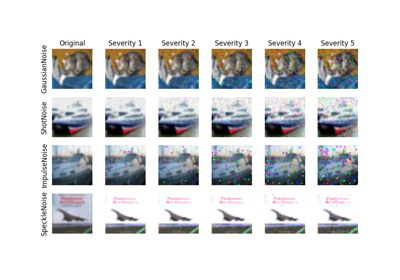 Original Severity 1 Severity 2 Severity 3 Severity 4 Severity 5
GaussianNoise
ShotNoise
ImpulseNoise
SpeckleNoise